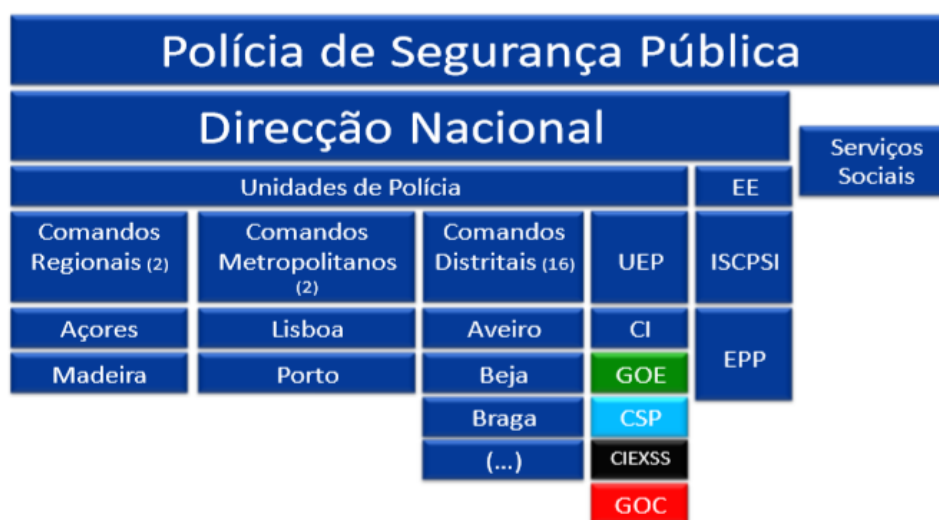 Polícia de Segurança Pública
Direcção Nacional
Serviços
Sociais
Unidades de Polícia
EE
Comandos
Regionais (2)
Comandos
Metropolitanos
(2)
Comandos
Distritais (16)
UEP
ISCPSI
Açores
Lisboa
Aveiro
CI
EPP
Madeira
Porto
Beja
GOE
Braga
CSP
(...)
CIEXSS
GOC